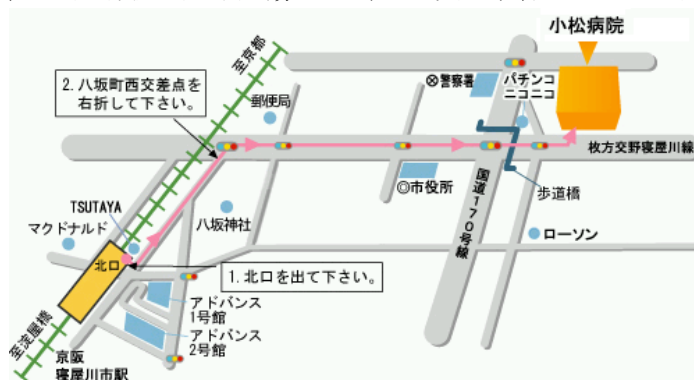 小松病院
至京都
2.八坂町西交差点を
右折して下さい。
郵便局
⊗警察署
パチンコ
ニコニコ
枚方交野寝屋川線
◎市役所
国道170号線
歩道橋
TSUTAYA
マクドナルド
八坂神社
ローソン
北口
1.北口を出て下さい。
アドバンス
1号館
アドバンス
2号館
至淀屋橋
京阪
寝屋川市駅